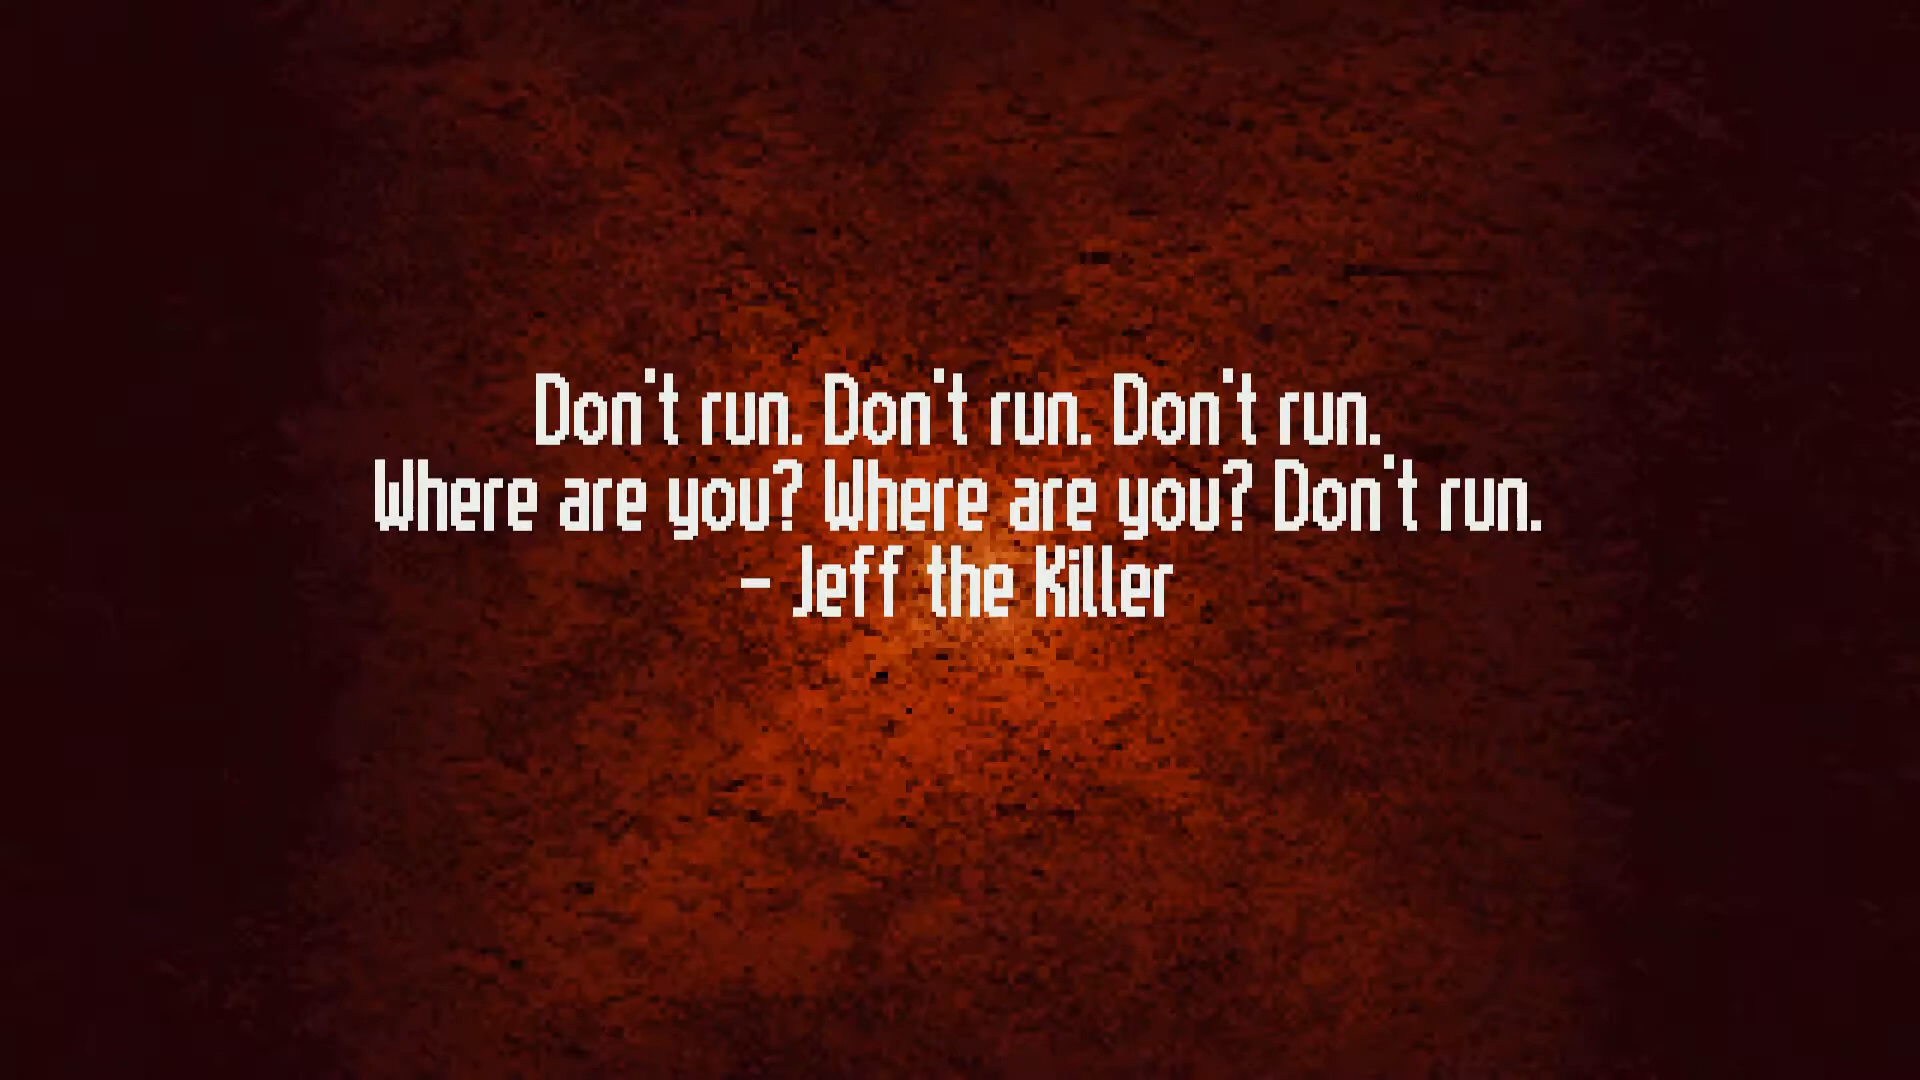 Don't run. Don't run. Don't run.
Where are you? Where are you? Don't run.
- Jeff the Killer